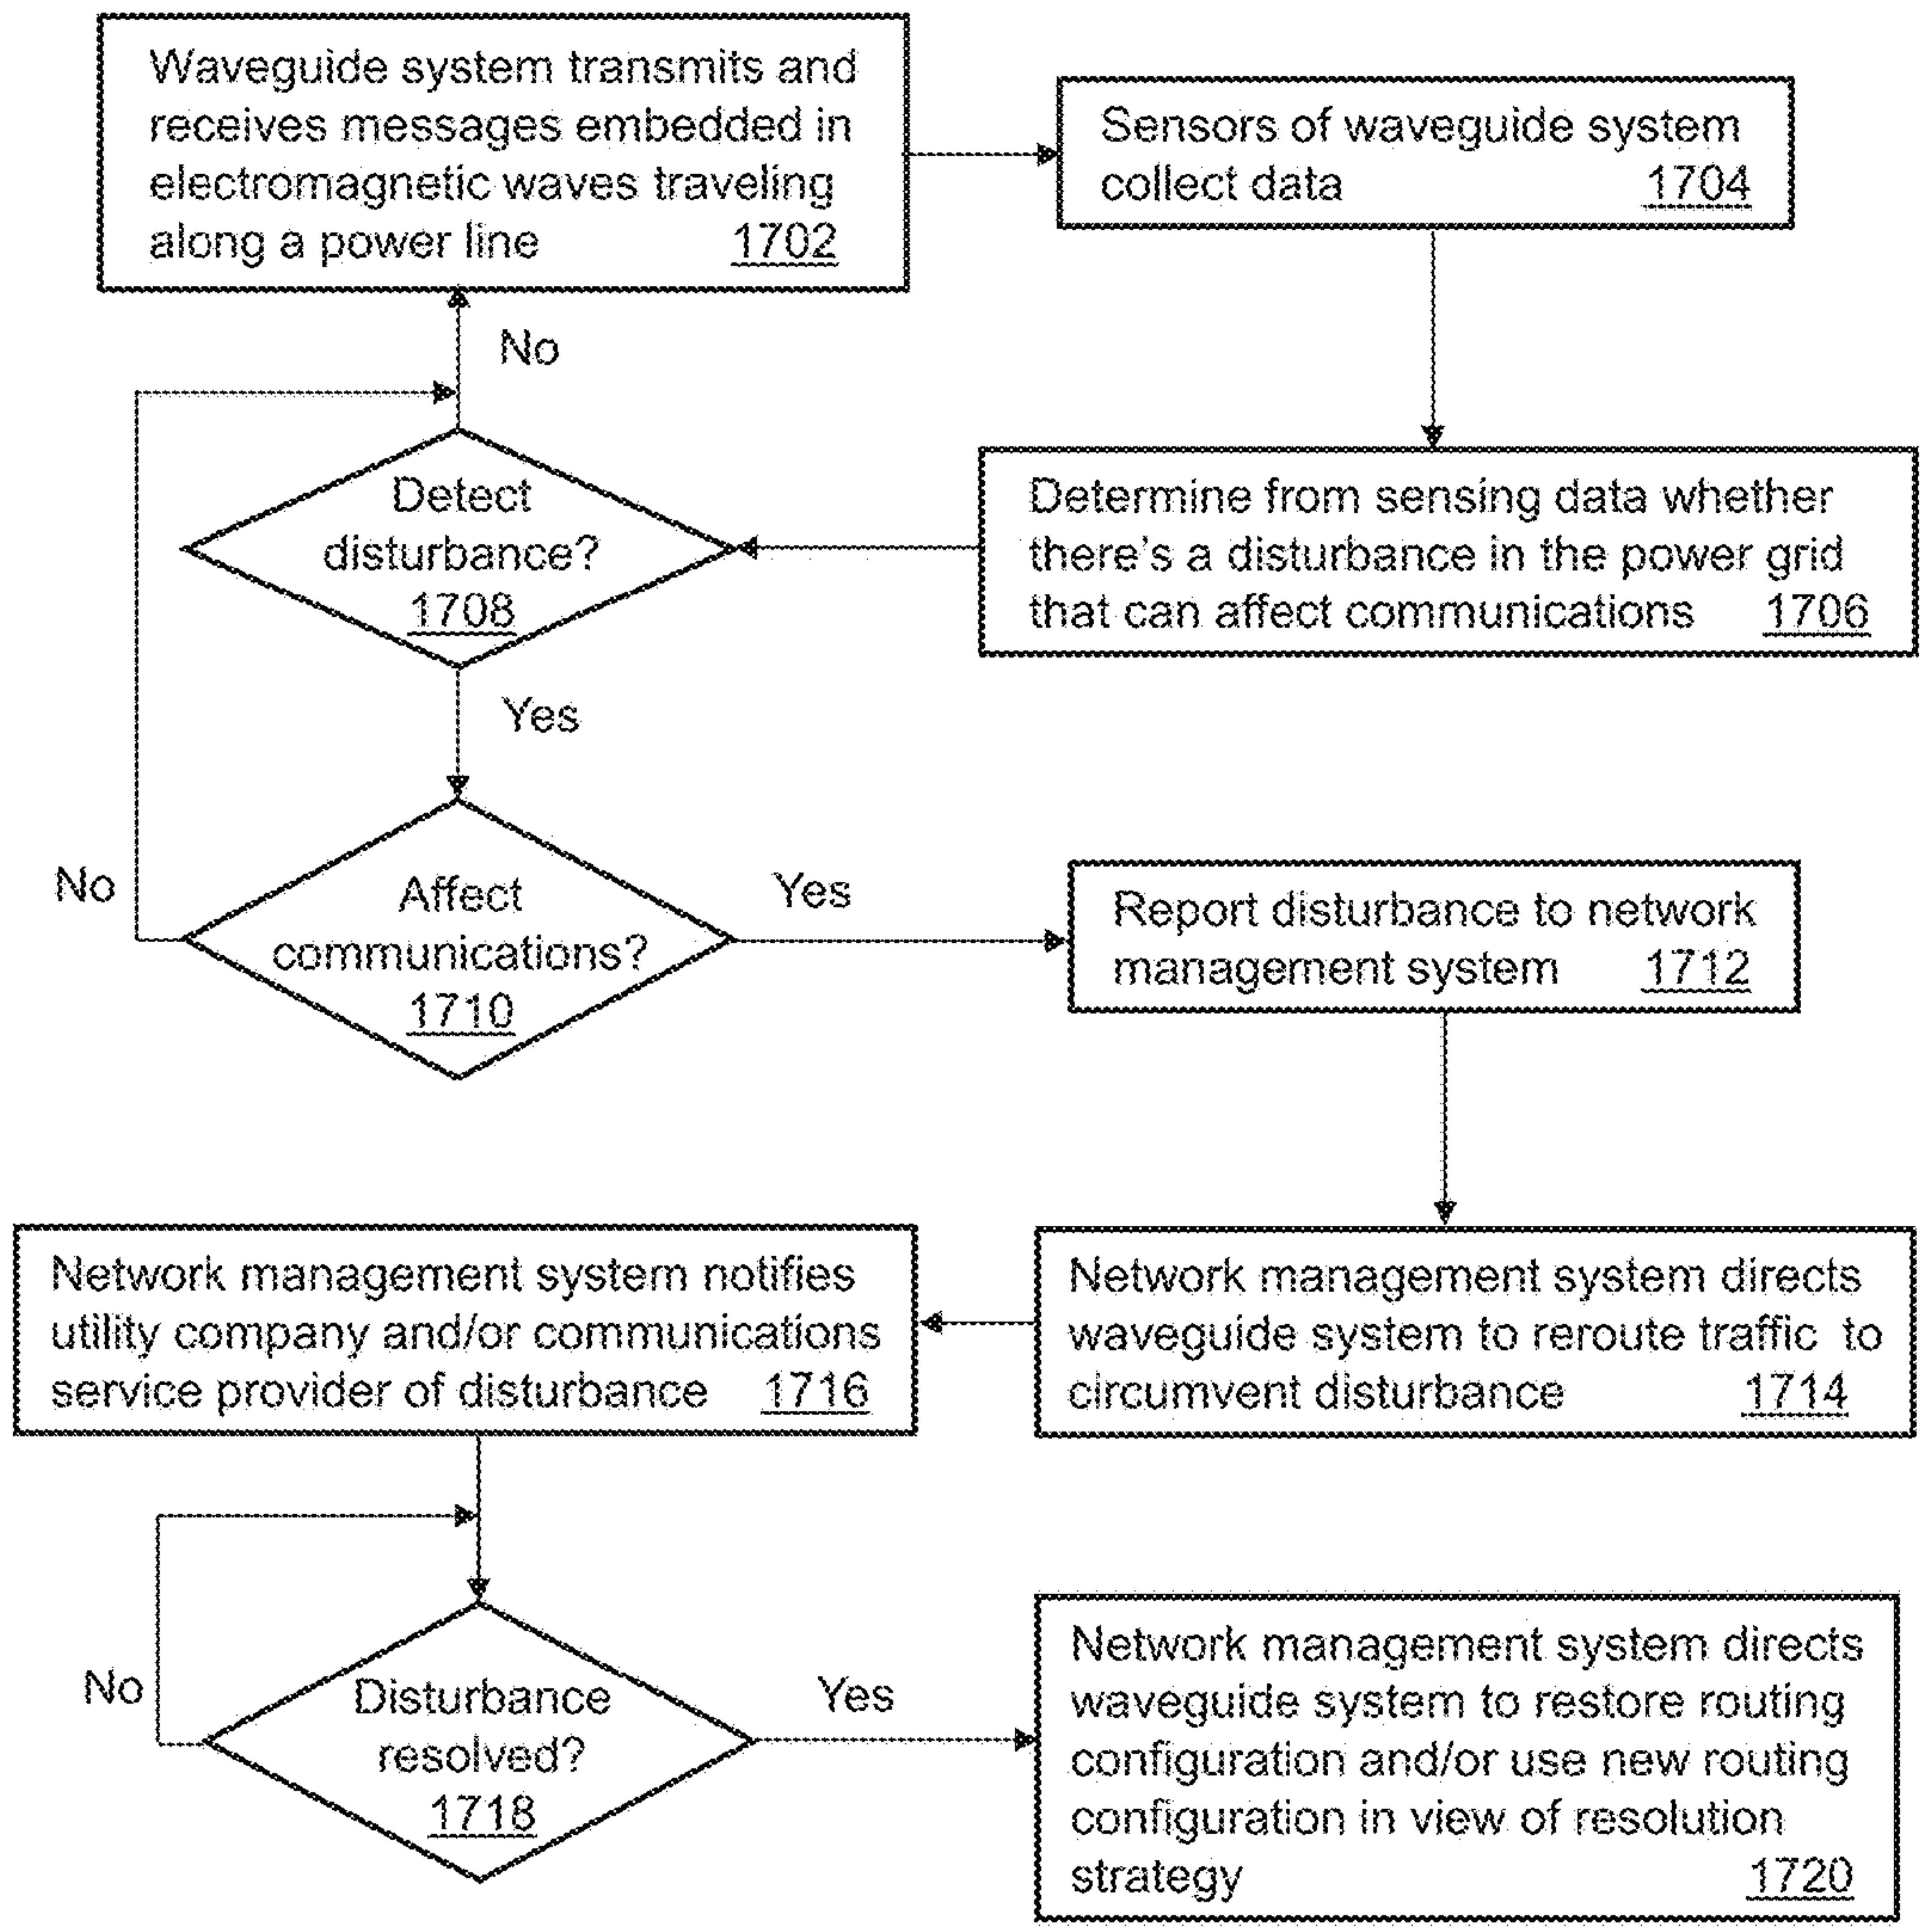 Waveguide system transmits and
receives messages embedded in
electromagnetic waves traveling
along a power line 1702
Sensors of waveguide system
collect data 1704
No
Detect
disturbance?
1708
Determine from sensing data whether
there's a disturbance in the power grid
that can affect communications 1706
Yes
No
Affect
communications?
1710
Yes
Report disturbance to network
management system 1712
Network management system directs
waveguide system to reroute traffic to
circumvent disturbance 1714
Network management system notifies
utility company and/or communications
service provider of disturbance 1716
No
Disturbance
resolved?
1718
Yes
Network management system directs
waveguide system to restore routing
configuration and/or use new routing
configuration in view of resolution
strategy 1720